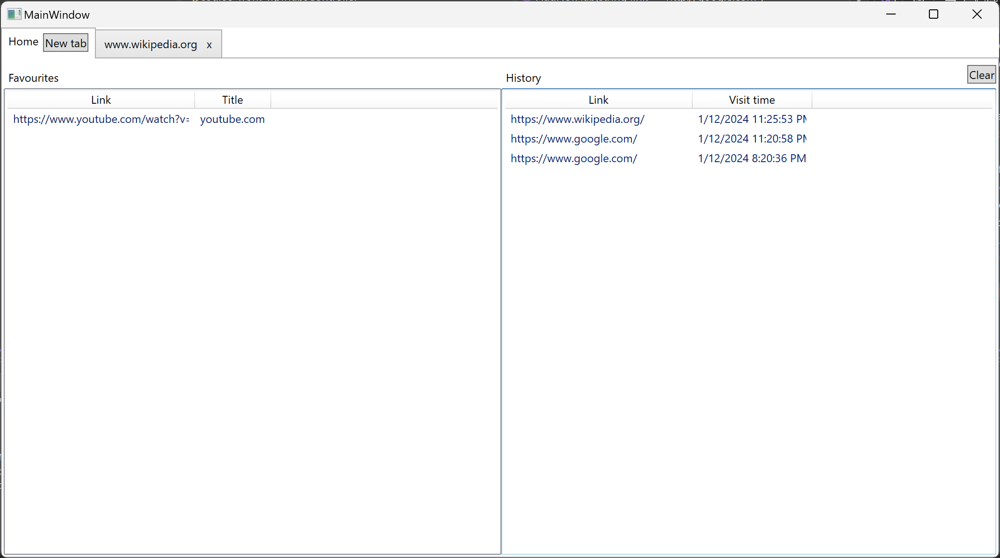 MainWindow
Home New tab www.wikipedia.org x
Favourites
Link Title
https://www.youtube.com/watch?v= youtube.com
History Clear
Link Visit time
https://www.wikipedia.org/ 1/12/2024 11:25:53 PM
https://www.google.com/ 1/12/2024 11:20:58 PM
https://www.google.com/ 1/12/2024 8:20:36 PM